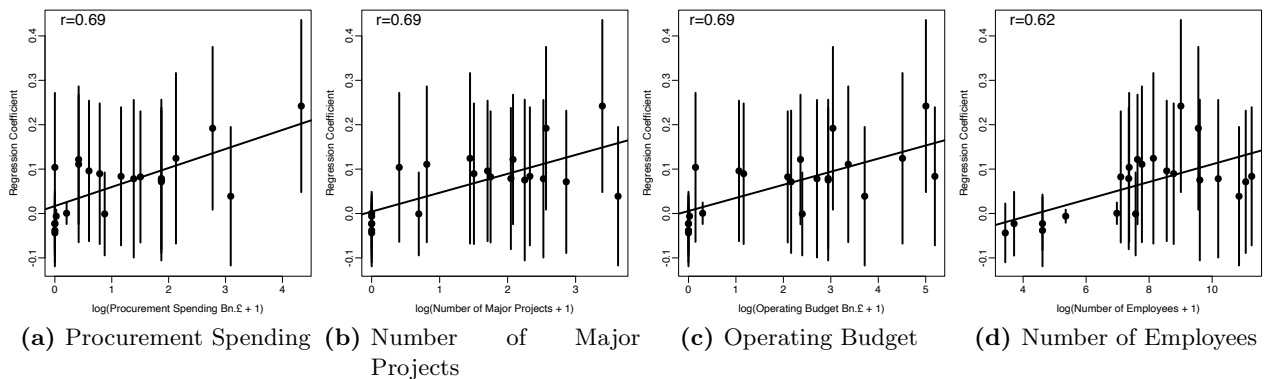 r=0.69
0.4
0.3
0.2
0.1
0.0
-0.1
Regression Coefficient
0 1 2 3 4
log(Procurement Spending Bn.£ + 1)
(a) Procurement Spending
r=0.69
0.4
0.3
0.2
0.1
0.0
-0.1
Regression Coefficient
0 1 2 3
log(Number of Major Projects + 1)
(b) Number of Major
Projects
r=0.69
0.4
0.3
0.2
0.1
0.0
-0.1
Regression Coefficient
0 1 2 3 4 5
log(Operating Budget Bn.£ + 1)
(c) Operating Budget
r=0.62
0.4
0.3
0.2
0.1
0.0
-0.1
Regression Coefficient
4 6 8 10
log(Number of Employees + 1)
(d) Number of Employees